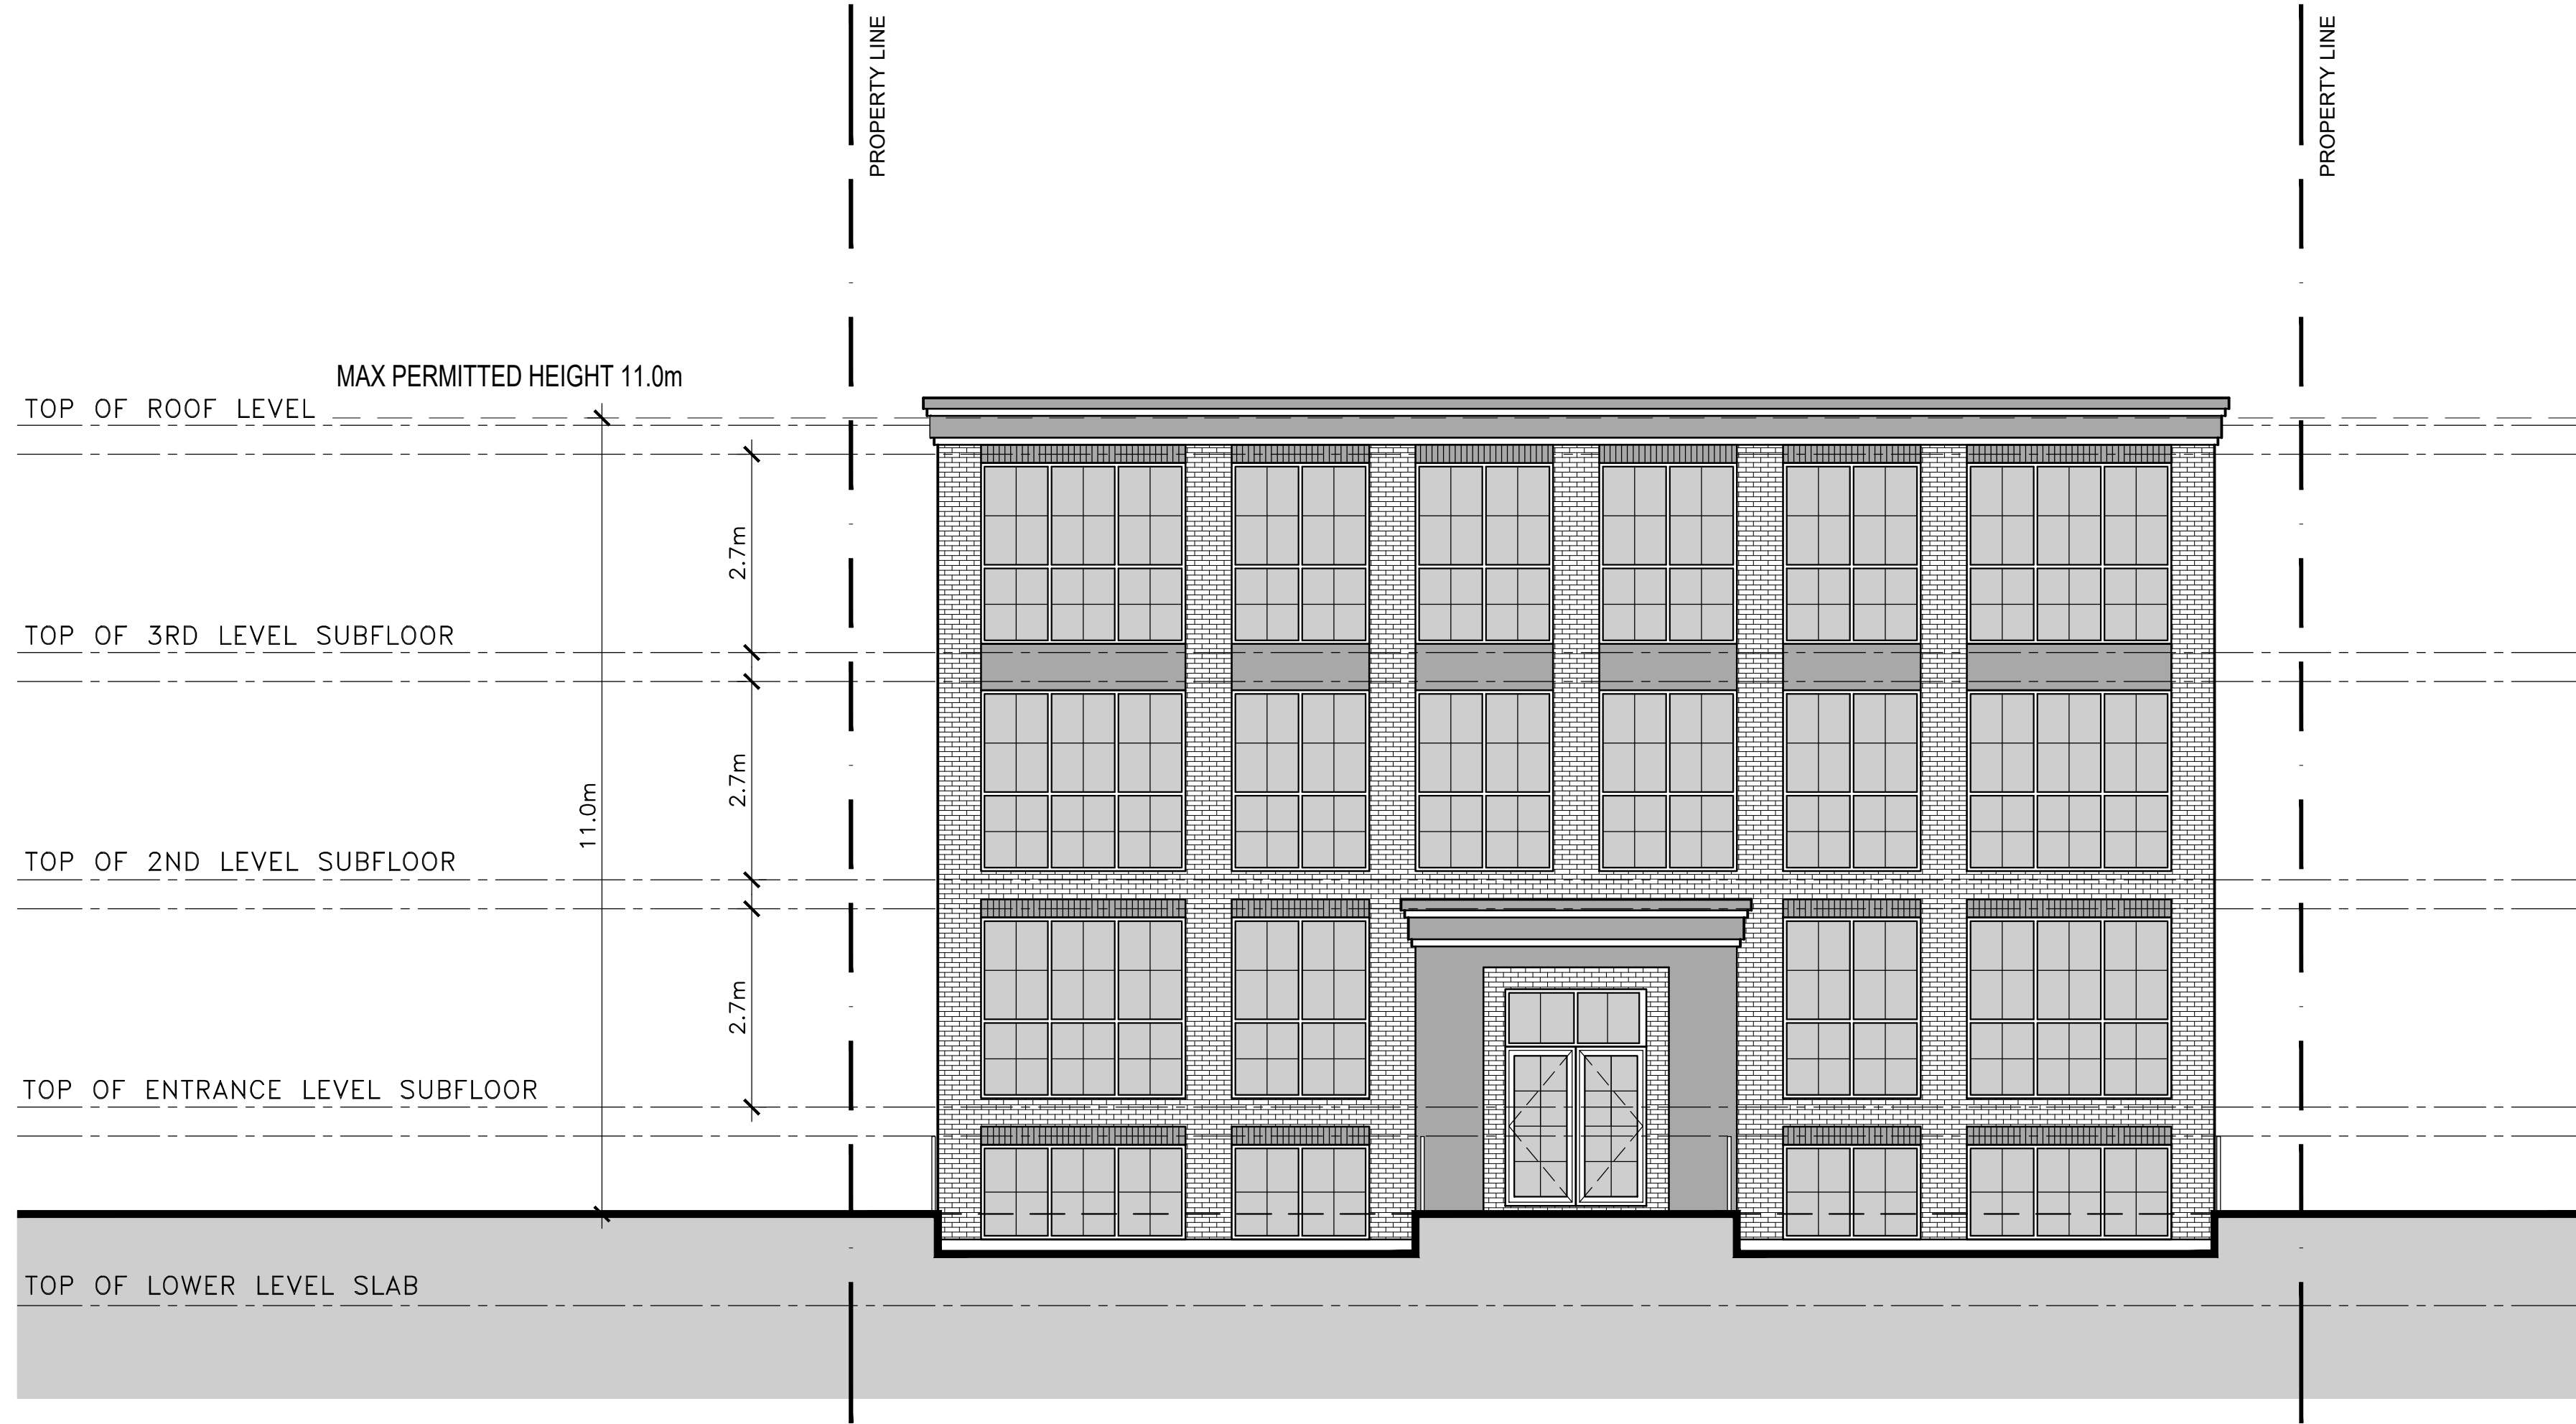 PROPERTY LINE
PROPERTY LINE
MAX PERMITTED HEIGHT 11.0m
TOP OF ROOF LEVEL
2.7m
TOP OF 3RD LEVEL SUBFLOOR
2.7m
11.0m
TOP OF 2ND LEVEL SUBFLOOR
2.7m
TOP OF ENTRANCE LEVEL SUBFLOOR
TOP OF LOWER LEVEL SLAB